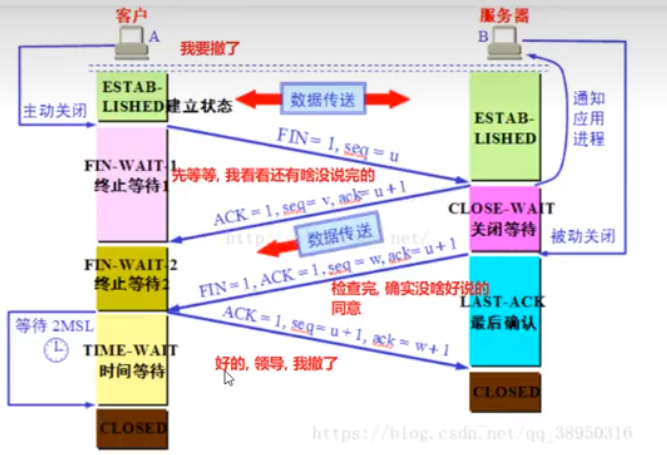 客户
服务器
A
B
我要撤了
ESTAB-
LISHED
建立状态
数据传送
ESTAB-
LISHED
通知
应用
进程
主动关闭
FIN = 1, seq = u
FIN-WAIT-1
终止等待1
先等等, 我看看还有啥没说完的
ACK = 1, seq= v, ack= u + 1
CLOSE-WAIT
关闭等待
被动关闭
数据传送
FIN-WAIT-2
终止等待2
FIN= 1, ACK = 1, seq = w, ack= u + 1
检查完, 确实没啥好说的
同意
LAST-ACK
最后确认
等待 2MSL
ACK = 1, seq= u + 1, ack = w + 1
TIME-WAIT
时间等待
好的, 领导, 我撤了
CLOSED
CLOSED
https://blog.csdn.net/qq_38950316